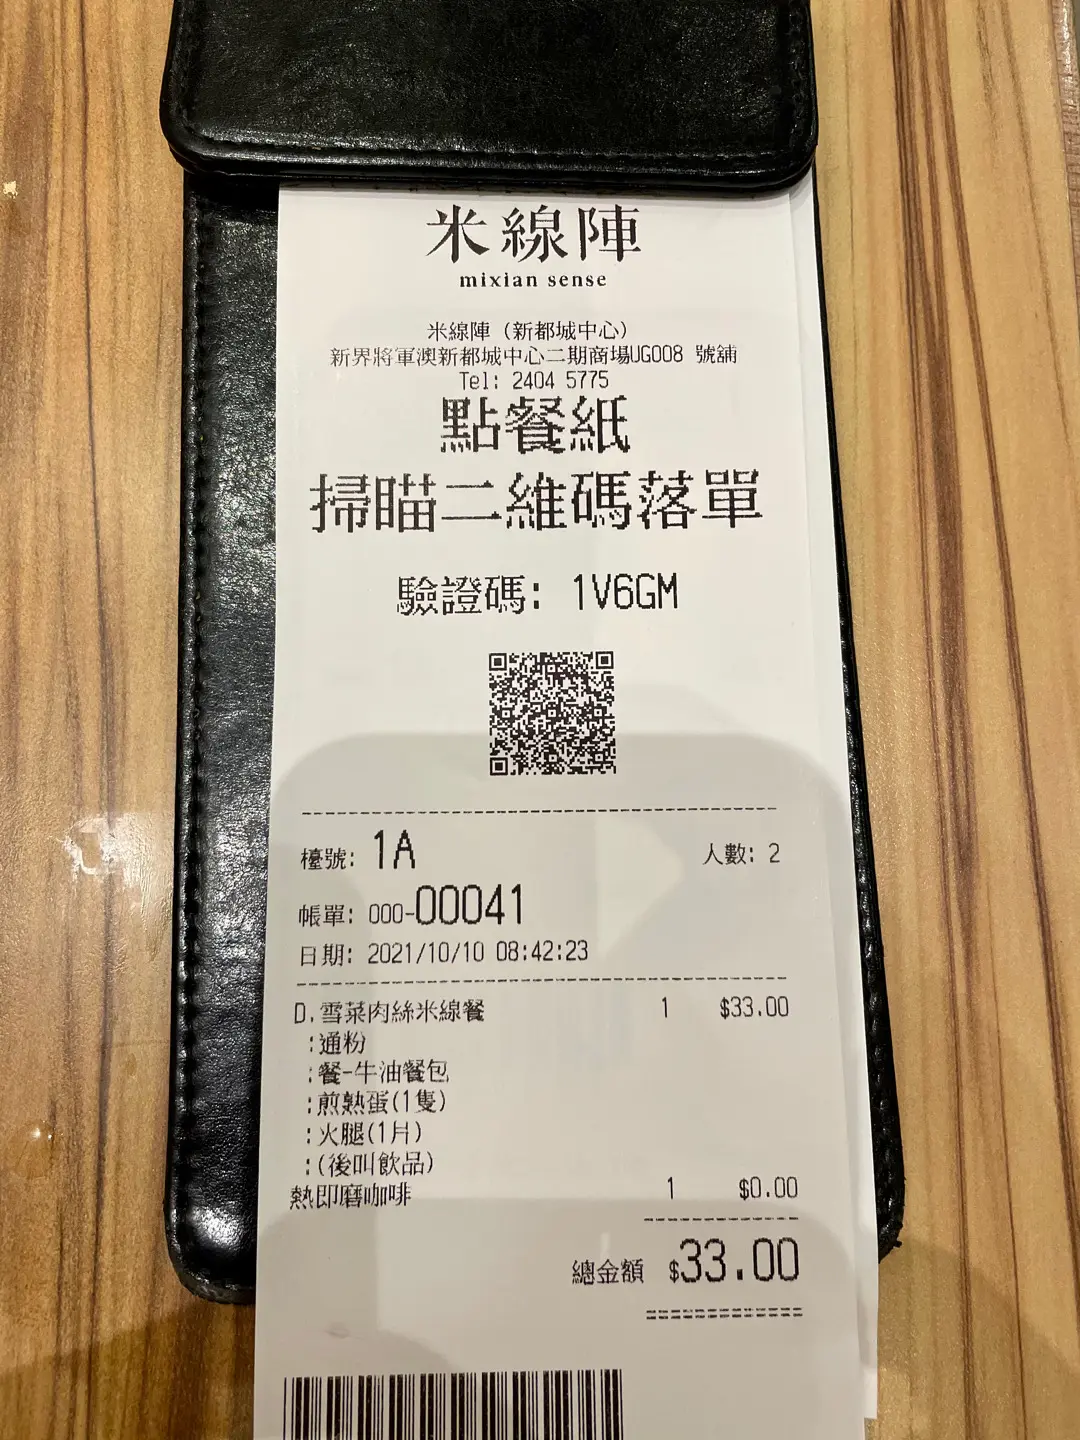 米線陣
mixian sense
米線陣（新都城中心）
新界將軍澳新都城中心二期商場UG008 號舖
Tel: 2404 5775
點餐紙
掃瞄二維碼落單
驗證碼: 1V6GM
檯號: 1A 人數: 2
帳單: 000-00041
日期: 2021/10/10 08:42:23
D.雪菜肉絲米線餐 1 $33.00
:通粉
:餐-牛油餐包
:煎熟蛋(1隻)
:火腿(1片)
:(後叫飲品)
熱即磨咖啡 1 $0.00
總金額 $33.00